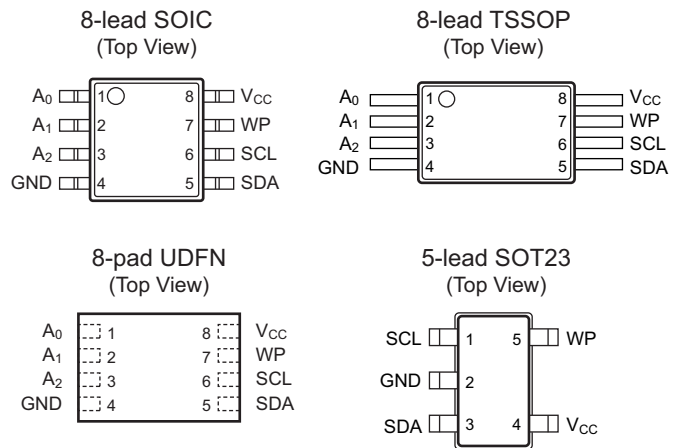 8-lead SOIC
(Top View)
A0 1 8 VCC
A1 2 7 WP
A2 3 6 SCL
GND 4 5 SDA
8-lead TSSOP
(Top View)
A0 1 8 VCC
A1 2 7 WP
A2 3 6 SCL
GND 4 5 SDA
8-pad UDFN
(Top View)
A0 1 8 VCC
A1 2 7 WP
A2 3 6 SCL
GND 4 5 SDA
5-lead SOT23
(Top View)
SCL 1 5 WP
GND 2
SDA 3 4 VCC